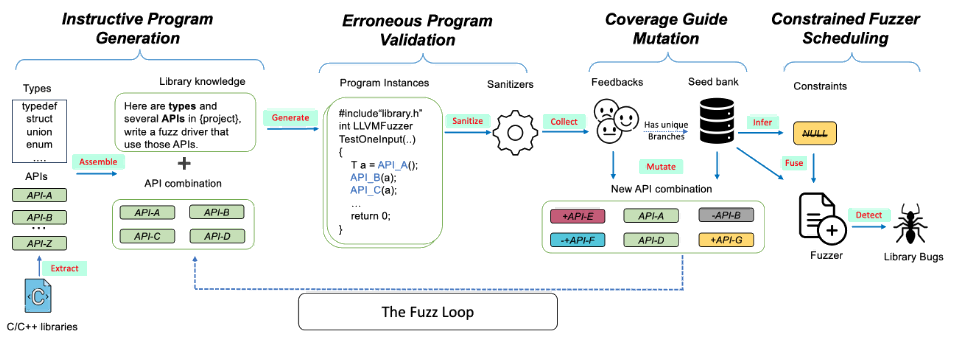 Instructive Program
Generation
Erroneous Program
Validation
Coverage Guide
Mutation
Constrained Fuzzer
Scheduling
Types
typedef
struct
union
enum
....
APIs
API-A
API-B
...
API-Z
Extract
C
C/C++ libraries
Assemble
Library knowledge
Here are types and
several APIs in {project},
write a fuzz driver that
use those APIs.
+
API combination
API-A
API-B
API-C
API-D
Generate
Program Instances
#include“library.h”
int LLVMFuzzer
TestOneInput(..)
{
T a = API_A();
API_B(a);
API_C(a);
...
return 0;
}
Sanitize
Sanitizers
Collect
Feedbacks
Has unique
Branches
Seed bank
Mutate
New API combination
+API-E
API-A
-API-B
-+API-F
API-D
+API-G
Infer
Constraints
NULL
Fuse
Fuzzer
Detect
Library Bugs
The Fuzz Loop